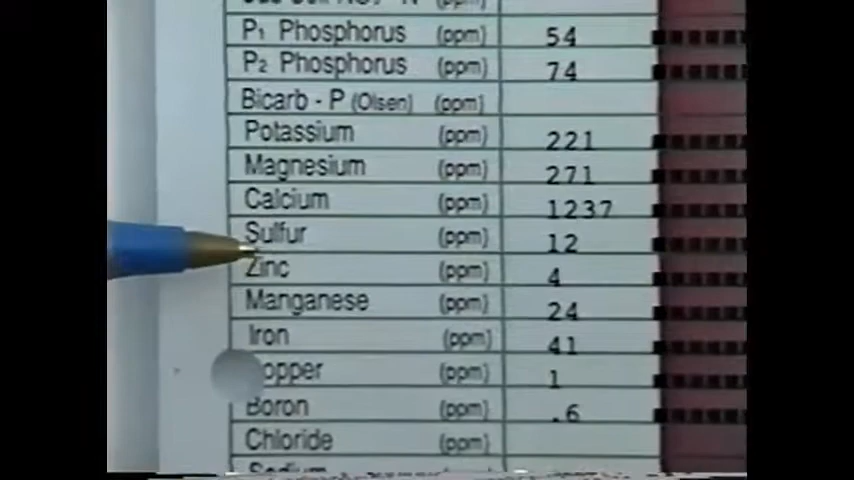 P1 Phosphorus (ppm) 54
P2 Phosphorus (ppm) 74
Bicarb - P (Olsen) (ppm)
Potassium (ppm) 221
Magnesium (ppm) 271
Calcium (ppm) 1237
Sulfur (ppm) 12
Zinc (ppm) 4
Manganese (ppm) 24
Iron (ppm) 41
opper (ppm) 1
Boron (ppm) .6
Chloride (ppm)